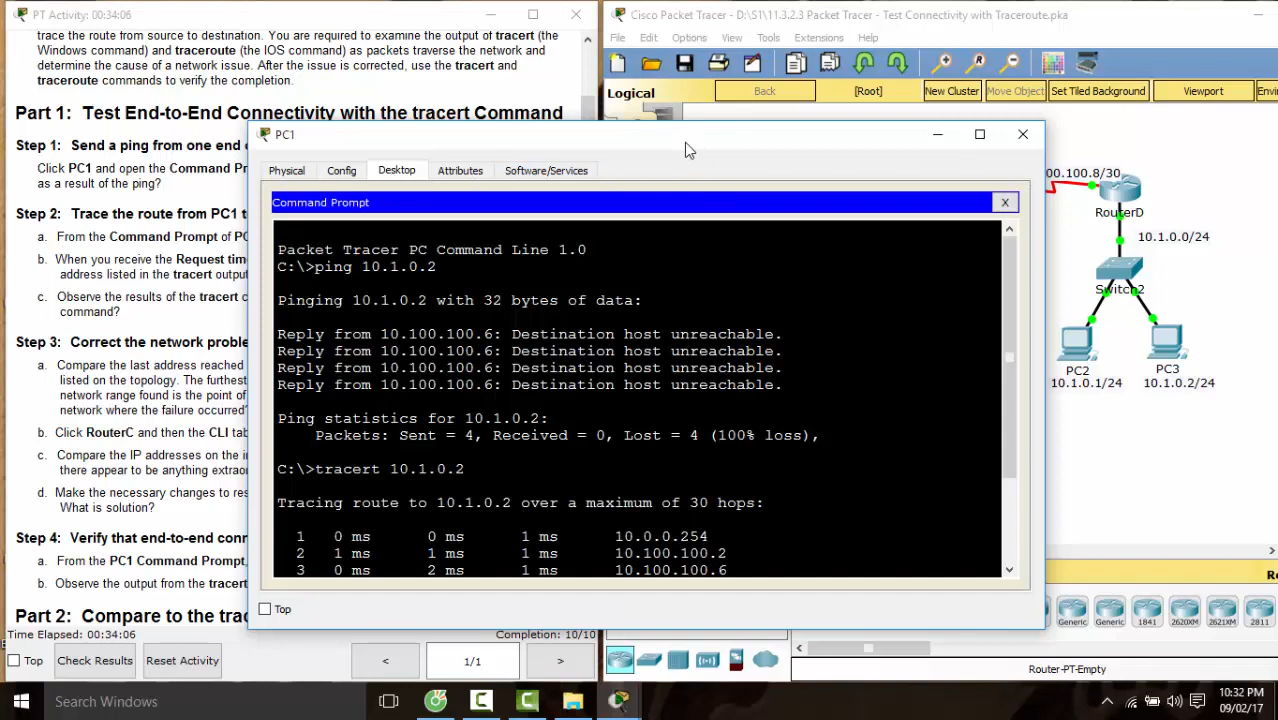 PT Activity: 00:34:06
trace the route from source to destination. You are required to examine the output of tracert (the
Windows command) and traceroute (the IOS command) as packets traverse the network and
determine the cause of a network issue. After the issue is corrected, use the tracert and
traceroute commands to verify the completion.
Part 1: Test End-to-End Connectivity with the tracert Command
Step 1: Send a ping from one end c
Click PC1 and open the Command Pr
as a result of the ping?
Step 2: Trace the route from PC1 t
a. From the Command Prompt of PC
b. When you receive the Request time
address listed in the tracert output
c. Observe the results of the tracert c
command?
Step 3: Correct the network proble
a. Compare the last address reached
listed on the topology. The furthest
network range found is the point of
network where the failure occurred?
b. Click RouterC and then the CLI tab
c. Compare the IP addresses on the in
there appear to be anything extraor
d. Make the necessary changes to res
What is solution?
Step 4: Verify that end-to-end conn
a. From the PC1 Command Prompt,
b. Observe the output from the tracert
Part 2: Compare to the trac
Time Elapsed: 00:34:06
Completion: 10/10
Top
Check Results
Reset Activity
<
1/1
>
Cisco Packet Tracer - D:\S1\11.3.2.3 Packet Tracer - Test Connectivity with Traceroute.pka
File Edit Options View Tools Extensions Help
Logical
Back
[Root]
New Cluster
Move Object
Set Tiled Background
Viewport
Envi
PC1
Physical
Config
Desktop
Attributes
Software/Services
Command Prompt
X
Packet Tracer PC Command Line 1.0
C:\>ping 10.1.0.2
Pinging 10.1.0.2 with 32 bytes of data:
Reply from 10.100.100.6: Destination host unreachable.
Reply from 10.100.100.6: Destination host unreachable.
Reply from 10.100.100.6: Destination host unreachable.
Reply from 10.100.100.6: Destination host unreachable.
Ping statistics for 10.1.0.2:
Packets: Sent = 4, Received = 0, Lost = 4 (100% loss),
C:\>tracert 10.1.0.2
Tracing route to 10.1.0.2 over a maximum of 30 hops:
1 0 ms 0 ms 1 ms 10.0.0.254
2 1 ms 1 ms 1 ms 10.100.100.2
3 0 ms 2 ms 1 ms 10.100.100.6
Top
00.100.8/30
RouterD
10.1.0.0/24
Switch2
PC2
10.1.0.1/24
PC3
10.1.0.2/24
Ro
Generic
Generic
1841
2620XM
2621XM
2811
Router-PT-Empty
Search Windows
10:32 PM
09/02/17